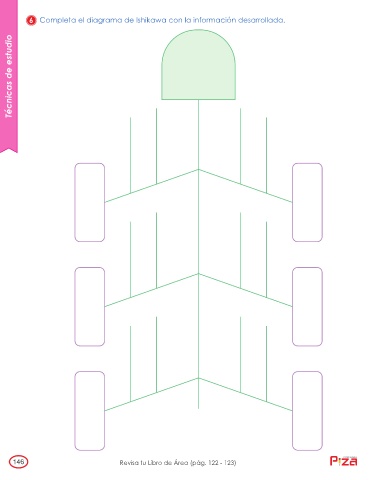 6 Completa el diagrama de Ishikawa con la información desarrollada.
Técnicas de estudio
146
Revisa tu Libro de Área (pág. 122 - 123)